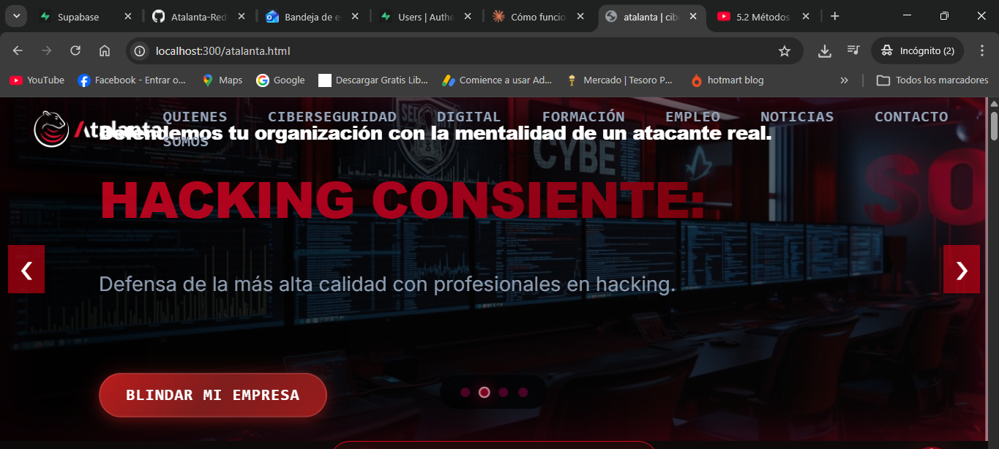 Supabase
Atalanta-Red
Bandeja de e
Users | Authe
Cómo funcio
atalanta | cib
5.2 Métodos
localhost:300/atalanta.html
Incógnito (2)
YouTube
Facebook - Entrar o...
Maps
Google
Descargar Gratis Lib...
Comience a usar Ad...
Mercado | Tesoro P...
hotmart blog
Todos los marcadores
Atalanta
QUIENES SOMOS
CIBERSEGURIDAD
DIGITAL
FORMACIÓN
EMPLEO
NOTICIAS
CONTACTO
Defendemos tu organización con la mentalidad de un atacante real.
SEC
CYBE
SO
HACKING CONSIENTE:
Defensa de la más alta calidad con profesionales en hacking.
BLINDAR MI EMPRESA